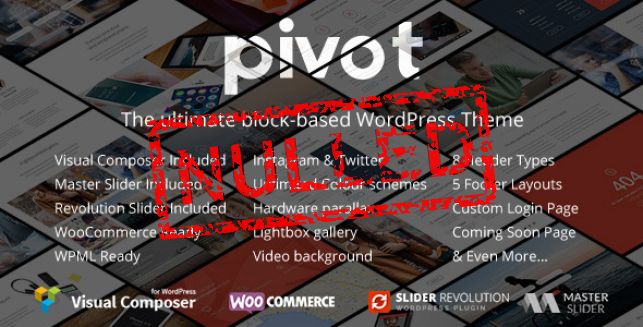 pivot
The ultimate block-based WordPress Theme
NULLED
Visual Composer Included
Master Slider Included
Revolution Slider Included
WooCommerce Ready
WPML Ready
Instagram & Twitter
Unlimited Colour schemes
Hardware parallax
Lightbox gallery
Video background
8 Header Types
5 Footer Layouts
Custom Login Page
Coming Soon Page
& Even More...
for WordPress
Visual Composer
WOO COMMERCE
SLIDER REVOLUTION
WORDPRESS PLUGIN
MASTER
SLIDER